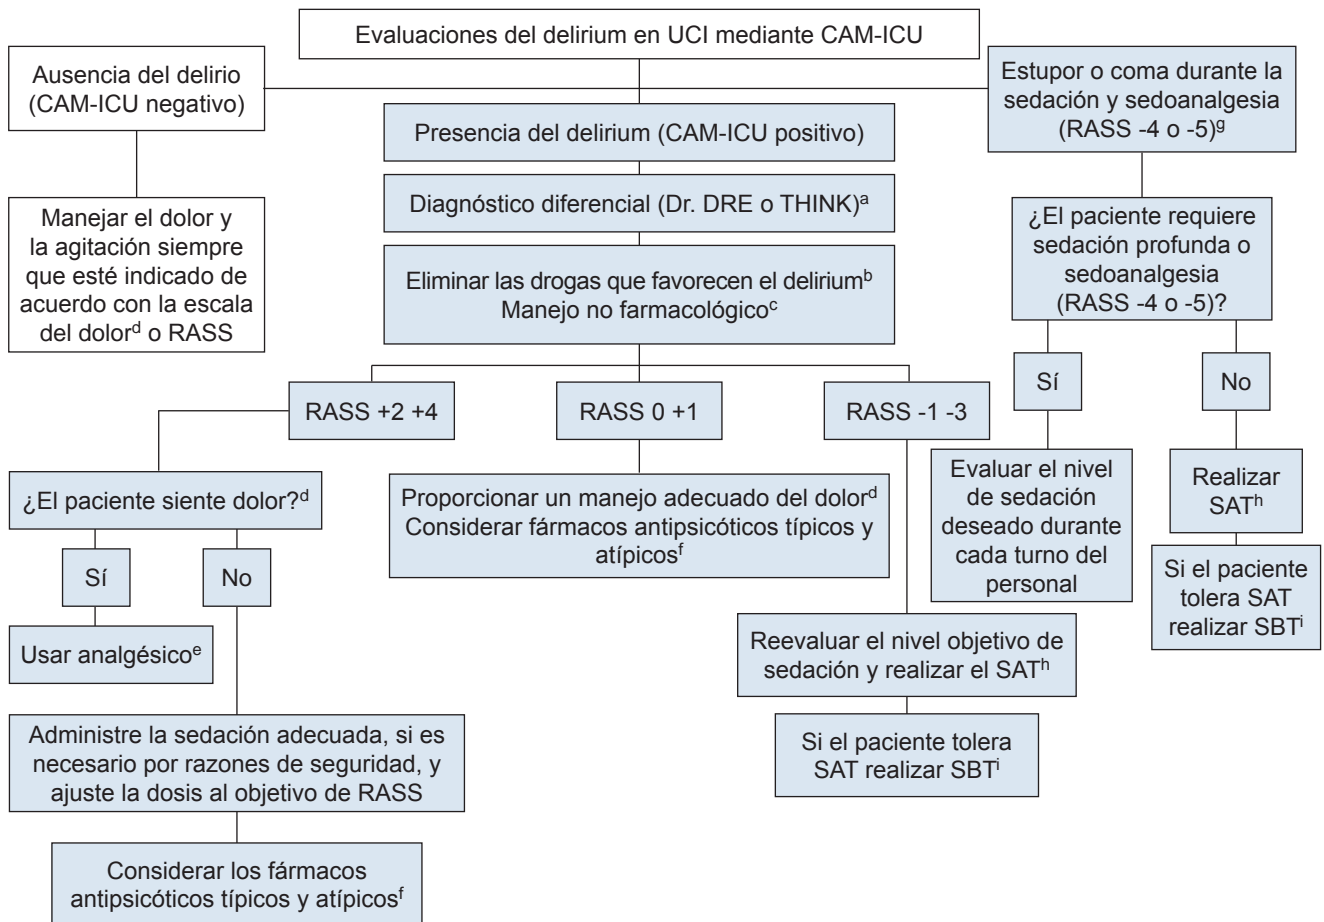 Evaluaciones del delirium en UCI mediante CAM-ICU
Ausencia del delirio
(CAM-ICU negativo)
Manejar el dolor y
la agitación siempre
que esté indicado de
acuerdo con la escala
del dolorᵈ o RASS
Presencia del delirium (CAM-ICU positivo)
Diagnóstico diferencial (Dr. DRE o THINK)ᵃ
Eliminar las drogas que favorecen el deliriumᵇ
Manejo no farmacológicoᶜ
RASS +2 +4
¿El paciente siente dolor?ᵈ
Sí
No
Usar analgésicoᵉ
Administre la sedación adecuada, si es
necesario por razones de seguridad, y
ajuste la dosis al objetivo de RASS
Considerar los fármacos
antipsicóticos típicos y atípicosᶠ
RASS 0 +1
Proporcionar un manejo adecuado del dolorᵈ
Considerar fármacos antipsicóticos típicos y
atípicosᶠ
RASS -1 -3
Reevaluar el nivel objetivo de
sedación y realizar el SATʰ
Si el paciente tolera
SAT realizar SBTⁱ
Estupor o coma durante la
sedación y sedoanalgesia
(RASS -4 o -5)ᵍ
¿El paciente requiere
sedación profunda o
sedoanalgesia
(RASS -4 o -5)?
Sí
No
Evaluar el nivel
de sedación
deseado durante
cada turno del
personal
Realizar
SATʰ
Si el paciente
tolera SAT
realizar SBTⁱ